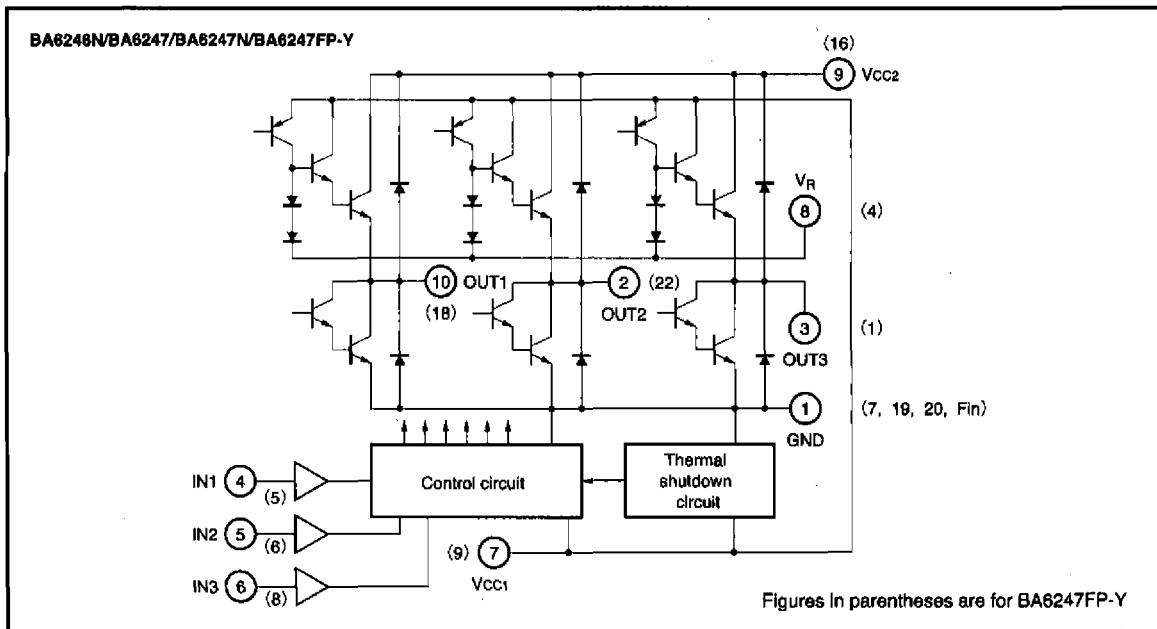 BA6246N/BA6247/BA6247N/BA6247FP-Y
(16)
9 VCC2
VR
8 (4)
10 OUT1
(18)
2 (22)
OUT2
3 (1)
OUT3
1 (7, 19, 20, Fin)
GND
IN1 4 (5)
Control circuit
Thermal
shutdown
circuit
IN2 5 (6)
(9) 7
VCC1
IN3 6 (8)
Figures in parentheses are for BA6247FP-Y